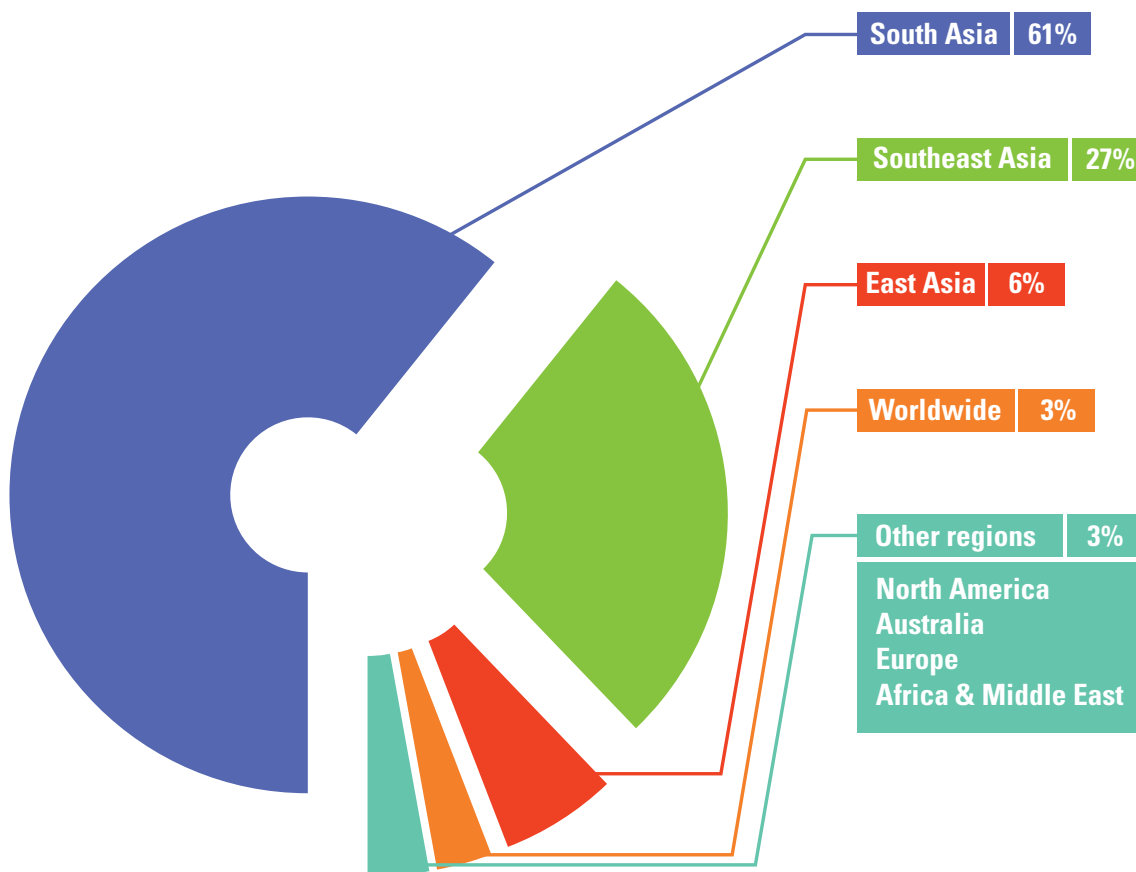 South Asia 61%
Southeast Asia 27%
East Asia 6%
Worldwide 3%
Other regions 3%
North America
Australia
Europe
Africa & Middle East